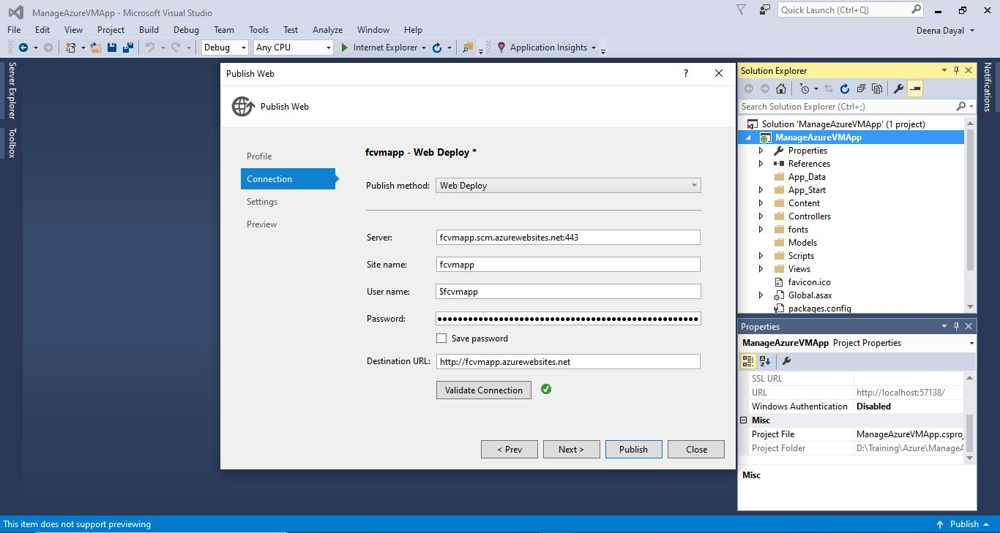 ManageAzureVMApp - Microsoft Visual Studio
Quick Launch (Ctrl+Q)
File Edit View Project Build Debug Team Tools Test Analyze Window Help
Deena Dayal
Debug Any CPU Internet Explorer Application Insights
Server Explorer
Toolbox
Publish Web ?
Publish Web
Profile
Connection
Settings
Preview
fcvmapp - Web Deploy *
Publish method: Web Deploy
Server: fcvmapp.scm.azurewebsites.net:443
Site name: fcvmapp
User name: $fcvmapp
Password:
Save password
Destination URL: http://fcvmapp.azurewebsites.net
Validate Connection
< Prev Next > Publish Close
Solution Explorer
Search Solution Explorer (Ctrl+;)
Solution 'ManageAzureVMApp' (1 project)
ManageAzureVMApp
Properties
References
App_Data
App_Start
Content
Controllers
fonts
Models
Scripts
Views
favicon.ico
Global.asax
packages.config
Properties
ManageAzureVMApp Project Properties
SSL URL
URL http://localhost:57138/
Windows Authentication Disabled
Misc
Project File ManageAzureVMApp.csproj
Project Folder D:\Training\Azure\ManageA
Misc
Notifications
This item does not support previewing
Publish